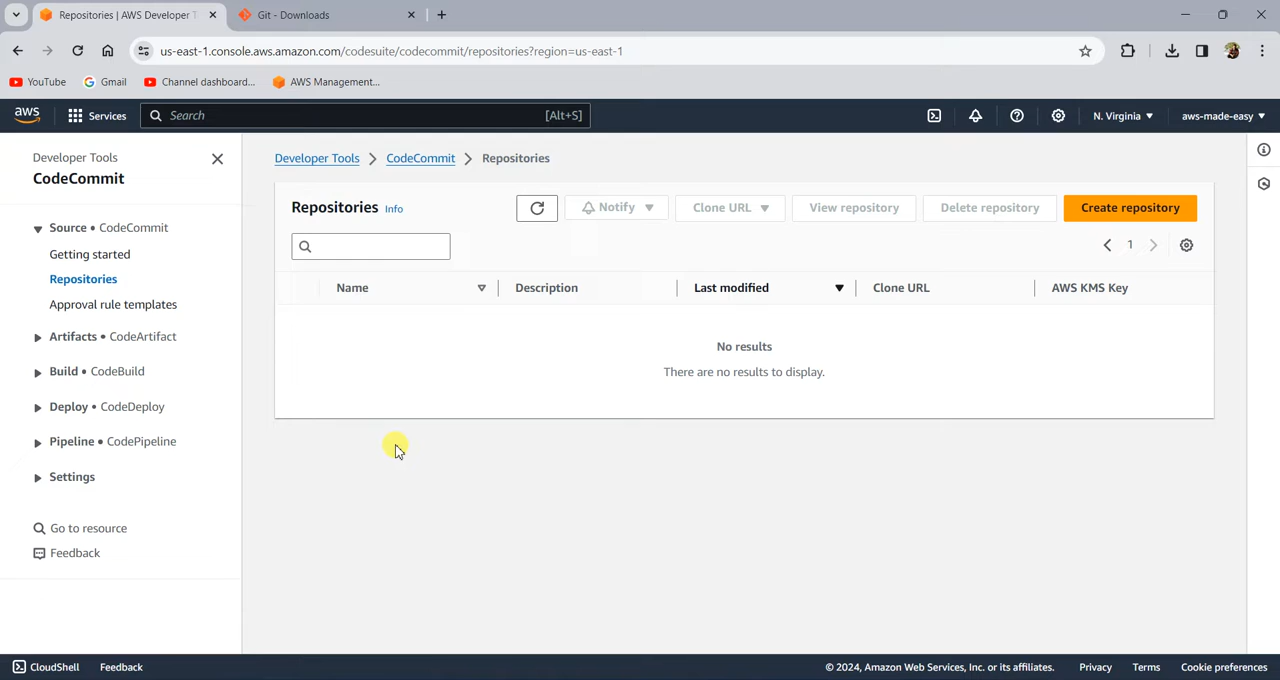 Repositories | AWS Developer T
Git - Downloads
us-east-1.console.aws.amazon.com/codesuite/codecommit/repositories?region=us-east-1
YouTube
Gmail
Channel dashboard...
AWS Management...
aws
Services
Search
[Alt+S]
N. Virginia
aws-made-easy
Developer Tools
CodeCommit
Source • CodeCommit
Getting started
Repositories
Approval rule templates
Artifacts • CodeArtifact
Build • CodeBuild
Deploy • CodeDeploy
Pipeline • CodePipeline
Settings
Go to resource
Feedback
Developer Tools > CodeCommit > Repositories
Repositories Info
Notify
Clone URL
View repository
Delete repository
Create repository
1
Name
Description
Last modified
Clone URL
AWS KMS Key
No results
There are no results to display.
CloudShell
Feedback
© 2024, Amazon Web Services, Inc. or its affiliates.
Privacy
Terms
Cookie preferences